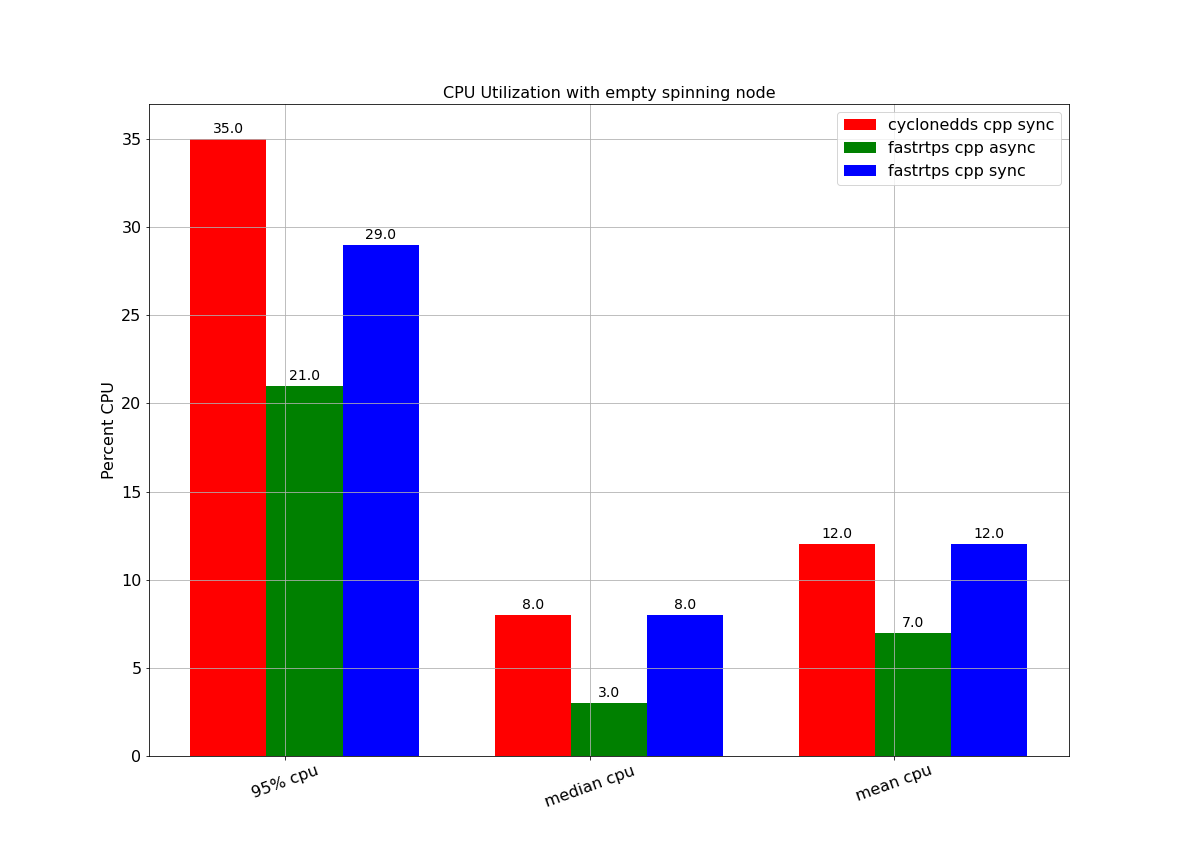 CPU Utilization with empty spinning node
cyclonedds cpp sync
fastrtps cpp async
fastrtps cpp sync
Percent CPU
35
30
25
20
15
10
5
0
35.0
21.0
29.0
8.0
3.0
8.0
12.0
7.0
12.0
95% cpu
median cpu
mean cpu